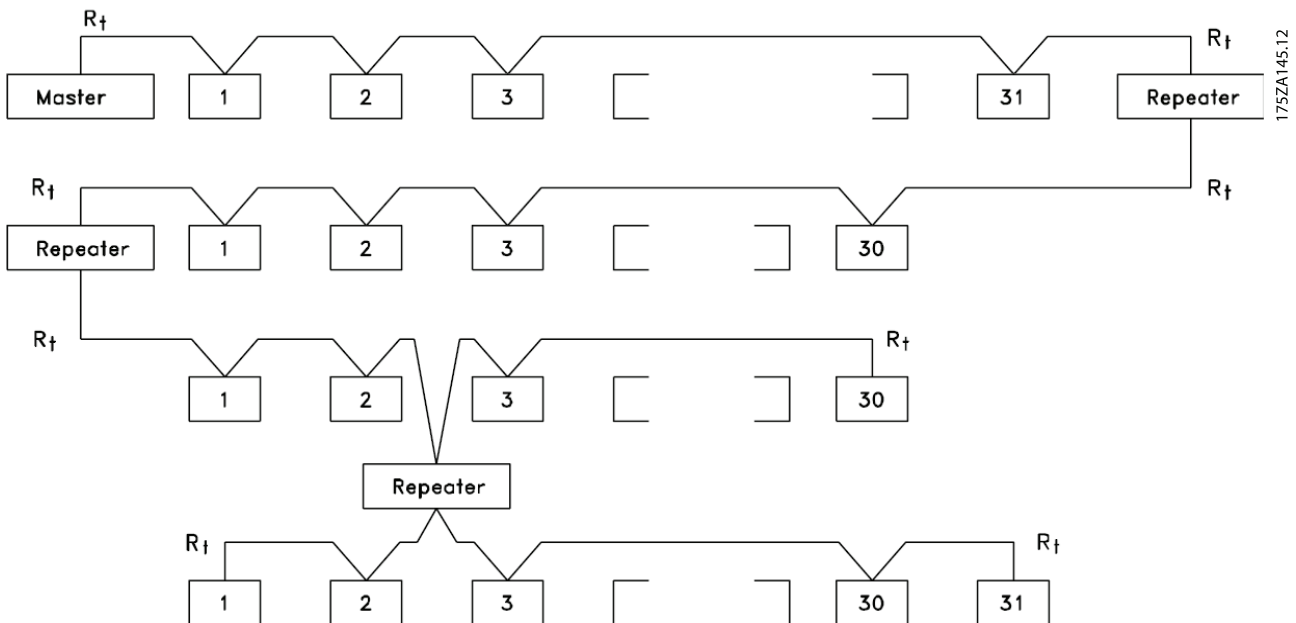 Rt Rt
Master 1 2 3 31 Repeater
175ZA145.12
Rt Rt
Repeater 1 2 3 30
Rt Rt
1 2 3 30
Repeater
Rt Rt
1 2 3 30 31